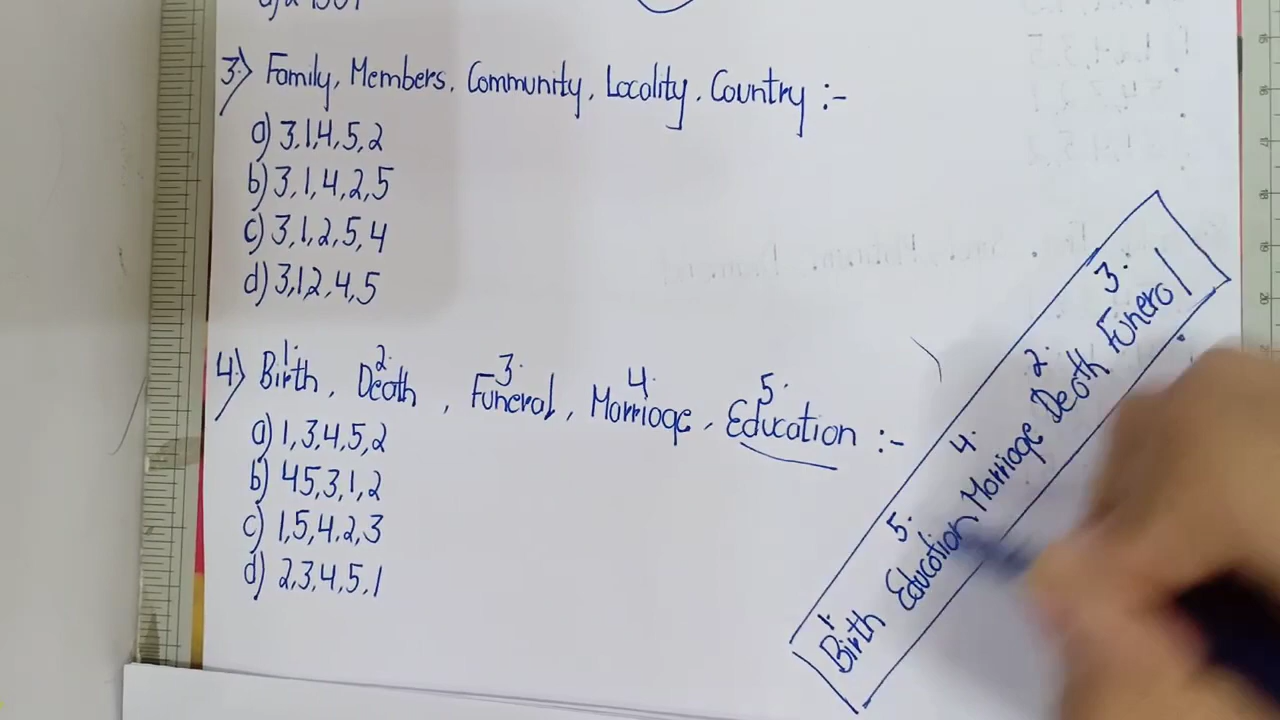 3) Family, Members, Community, Locality, Country :-
a) 3,1,4,5,2
b) 3,1,4,2,5
c) 3,1,2,5,4
d) 3,1,2,4,5
1. 2. 3. 4. 5.
4) Birth, Death, Funeral, Marriage, Education :-
a) 1,3,4,5,2
b) 4 5,3,1,2
c) 1,5,4,2,3
d) 2,3,4,5,1
1. 5. 4. 2. 3.
Birth Education Marriage Death Funeral